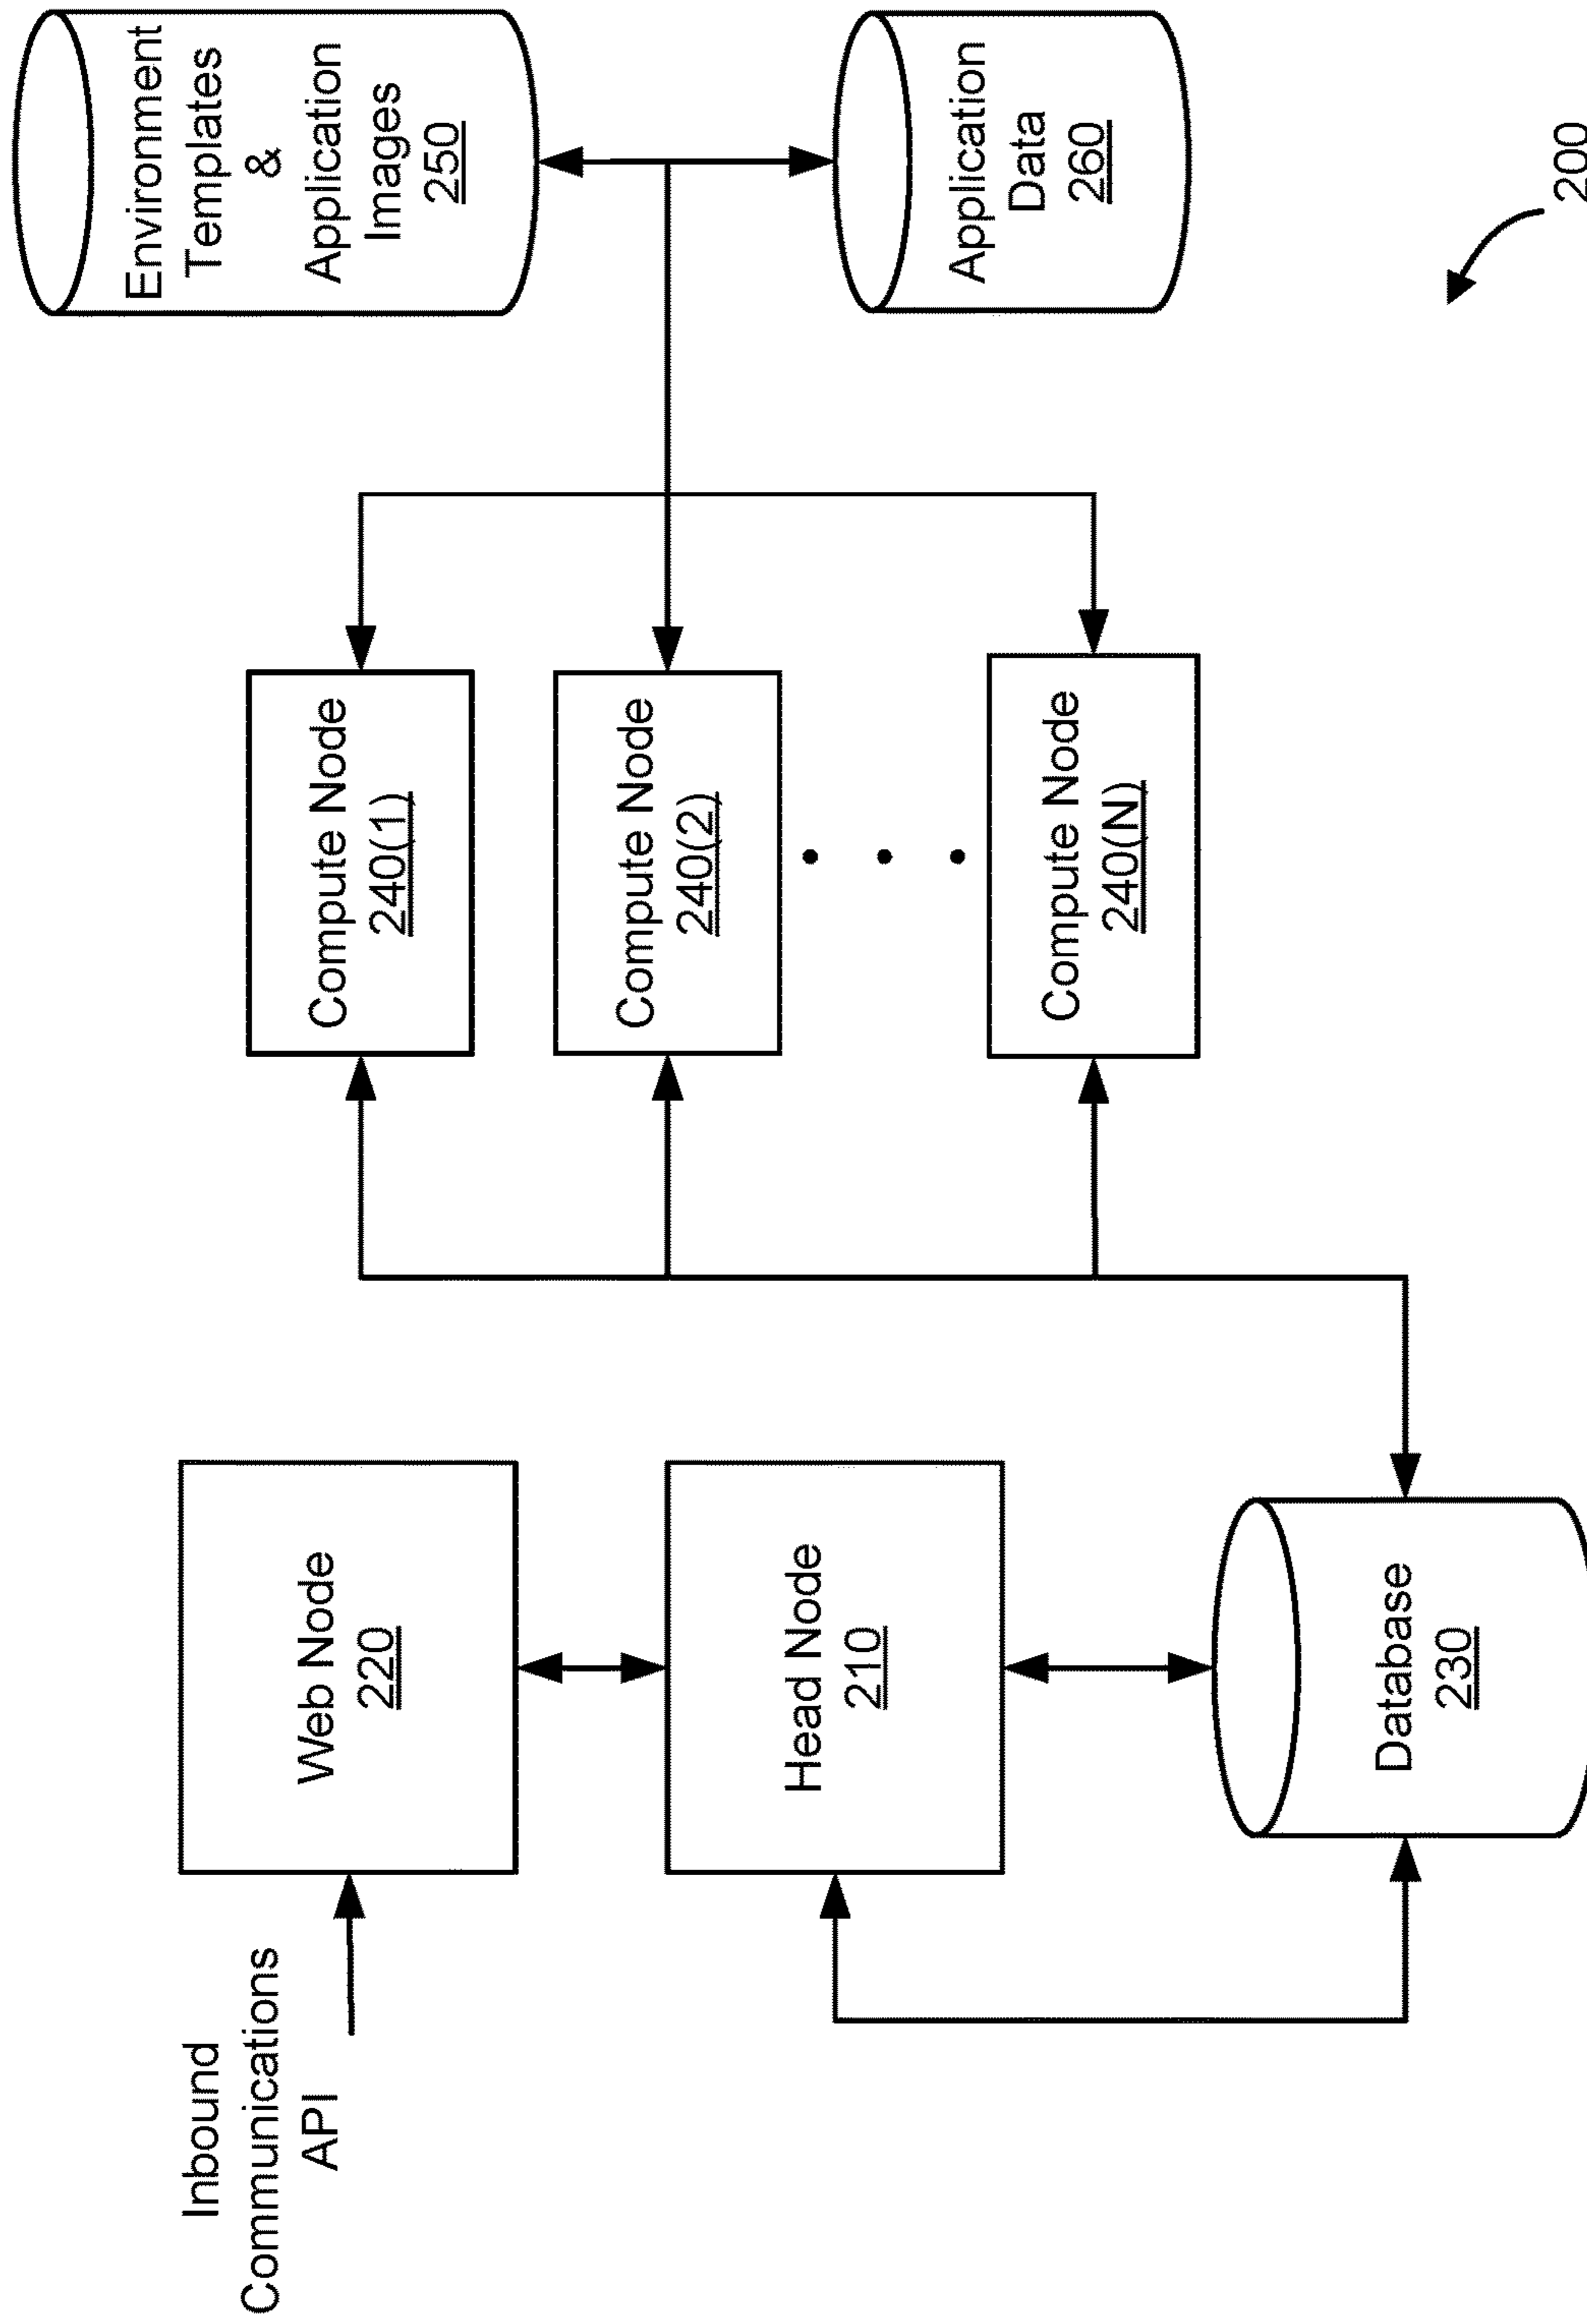 Inbound
Communications
API
Web Node
220
Head Node
210
Database
230
Compute Node
240(1)
Compute Node
240(2)
Compute Node
240(N)
Environment
Templates
&
Application
Images
250
Application
Data
260
200